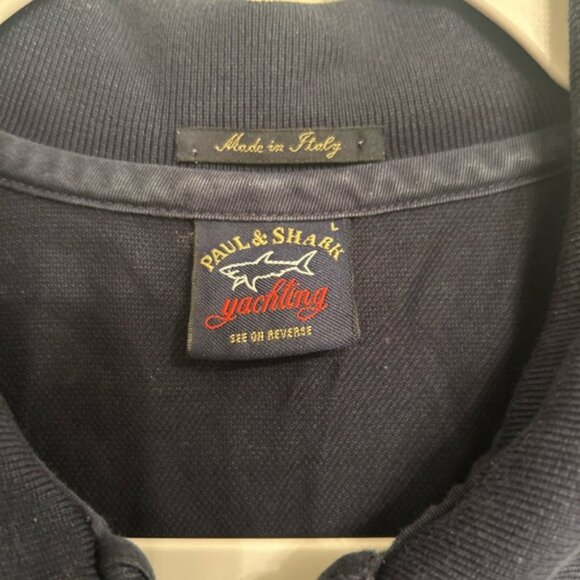 Made in Italy
L
PAUL & SHARK
yachting
SEE ON REVERSE